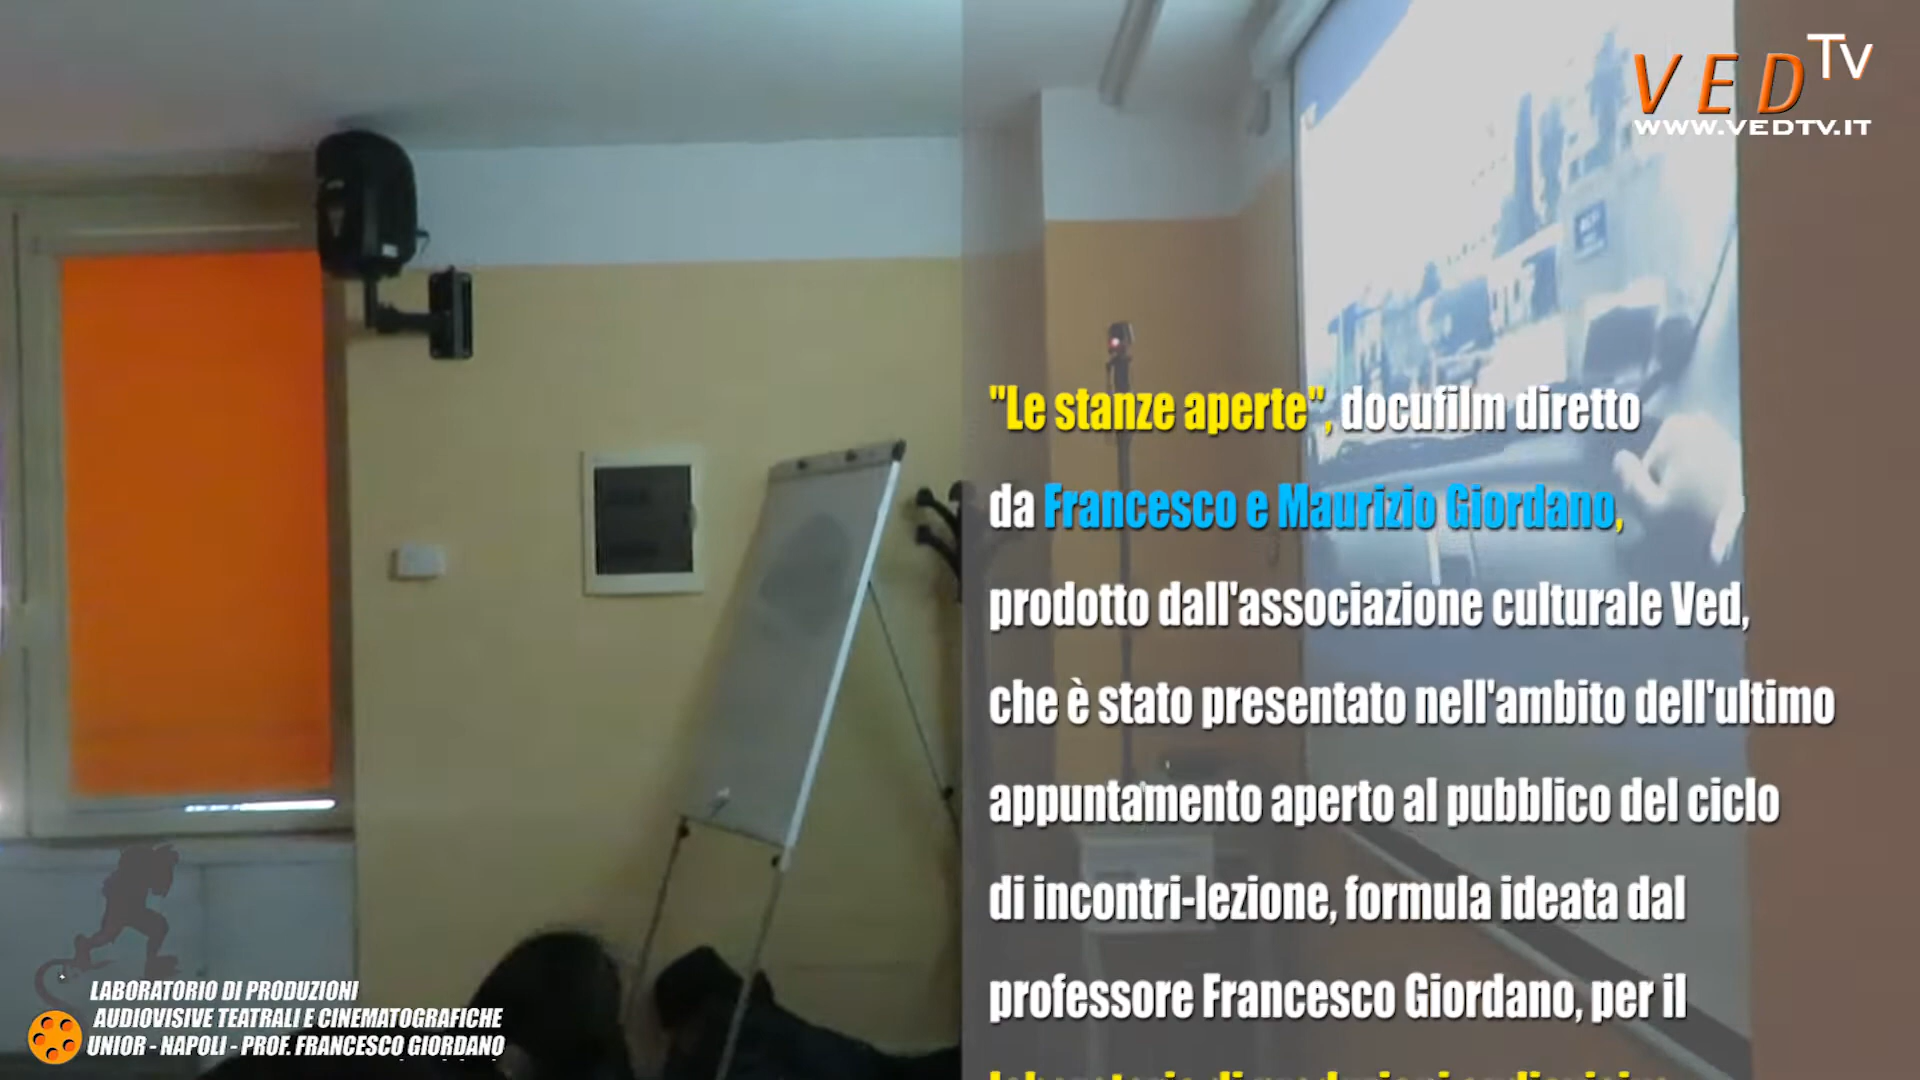 VED Tv
WWW.VEDTV.IT
"Le stanze aperte", docufilm diretto
da Francesco e Maurizio Giordano,
prodotto dall'associazione culturale Ved,
che è stato presentato nell'ambito dell'ultimo
appuntamento aperto al pubblico del ciclo
di incontri-lezione, formula ideata dal
professore Francesco Giordano, per il
LABORATORIO DI PRODUZIONI
AUDIOVISIVE TEATRALI E CINEMATOGRAFICHE
UNIOR - NAPOLI - PROF. FRANCESCO GIORDANO